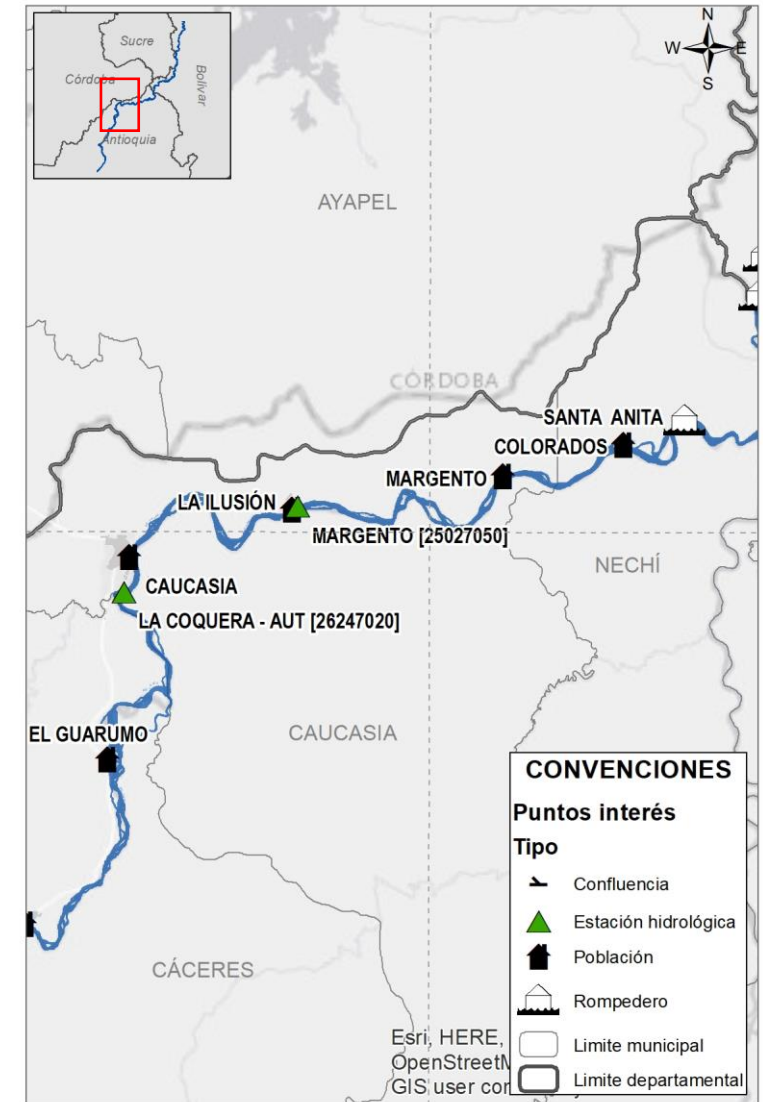 Sucre
Córdoba
Bolívar
Antioquia
N
W
E
S
AYAPEL
CÓRDOBA
SANTA ANITA
COLORADOS
MARGENTO
LA ILUSIÓN
MARGENTO [25027050]
NECHÍ
CAUCASIA
LA COQUERA - AUT [26247020]
EL GUARUMO
CAUCASIA
CÁCERES
CONVENCIONES
Puntos interés
Tipo
Confluencia
Estación hidrológica
Población
Rompedero
Limite municipal
Limite departamental
Esri, HERE,
OpenStreetM
GIS user con